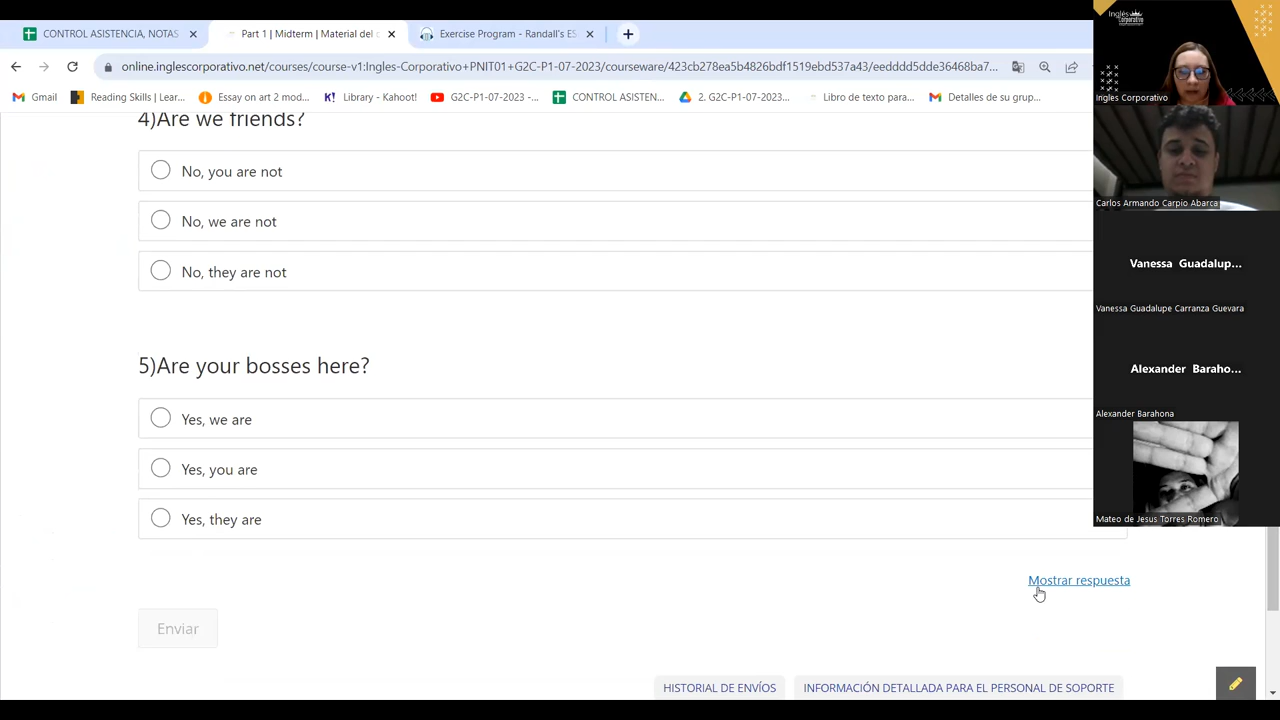 CONTROL ASISTENCIA, NOTAS
Part 1 | Midterm | Material del c
Exercise Program - Randall's ES
online.inglescorporativo.net/courses/course-v1:Ingles-Corporativo+PNIT01+G2C-P1-07-2023/courseware/423cb278ea5b4826bdf1519ebd537a43/eedddd5dde36468ba7...
Gmail
Reading Skills | Lear...
Essay on art 2 mod...
Library - Kahoot!
G2C-P1-07-2023 -...
CONTROL ASISTEN...
2. G2C-P1-07-2023...
Libro de texto para...
Detalles de su grup...
4)Are we friends?
No, you are not
No, we are not
No, they are not
5)Are your bosses here?
Yes, we are
Yes, you are
Yes, they are
Mostrar respuesta
Enviar
HISTORIAL DE ENVÍOS
INFORMACIÓN DETALLADA PARA EL PERSONAL DE SOPORTE
Inglés
Corporativo
Ingles Corporativo
Carlos Armando Carpio Abarca
Vanessa Guadalup...
Vanessa Guadalupe Carranza Guevara
Alexander Baraho...
Alexander Barahona
Mateo de Jesus Torres Romero